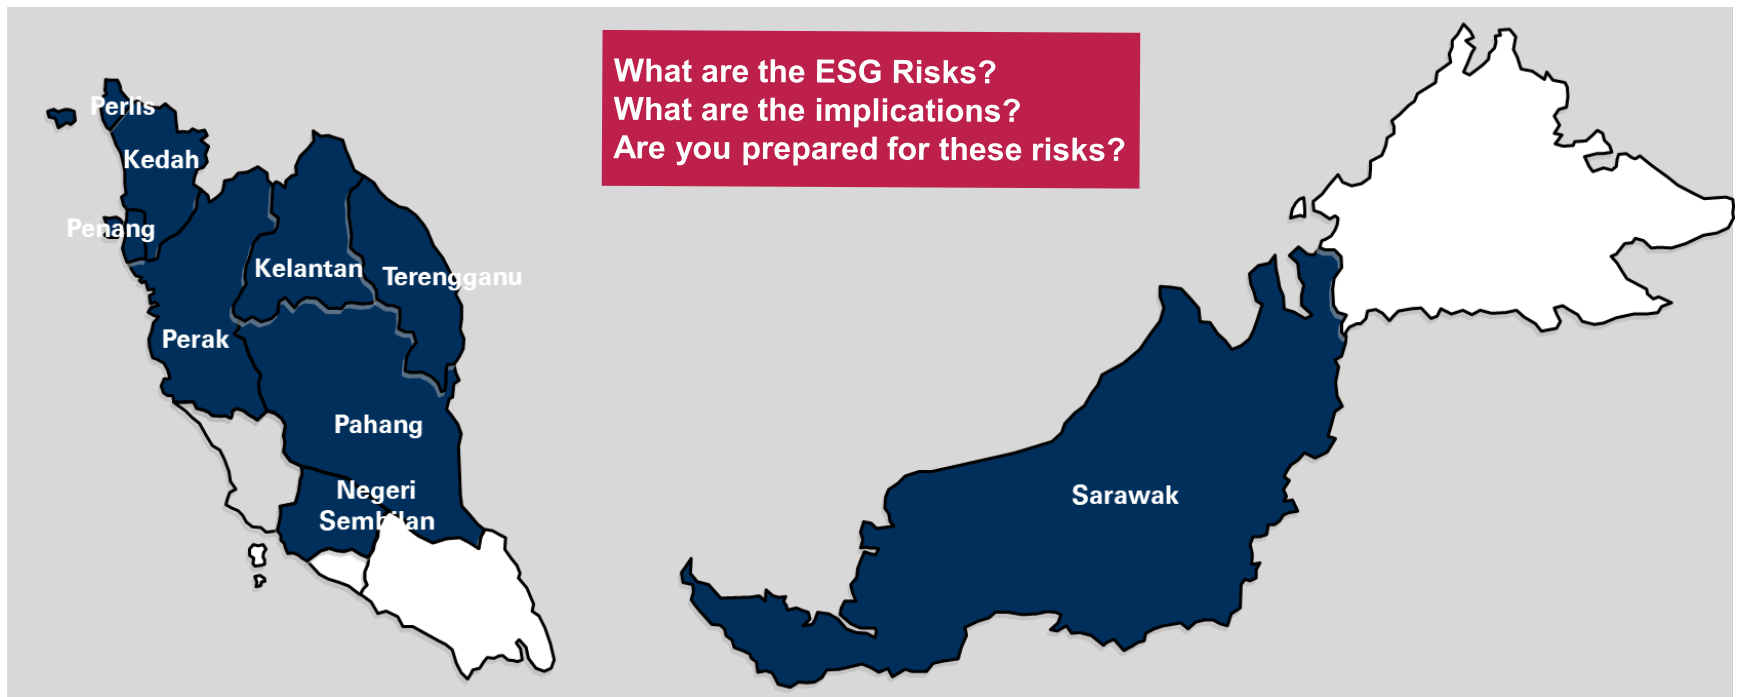 What are the ESG Risks?
What are the implications?
Are you prepared for these risks?
Perlis
Kedah
Penang
Kelantan
Terengganu
Perak
Pahang
Negeri
Sembilan
Sarawak